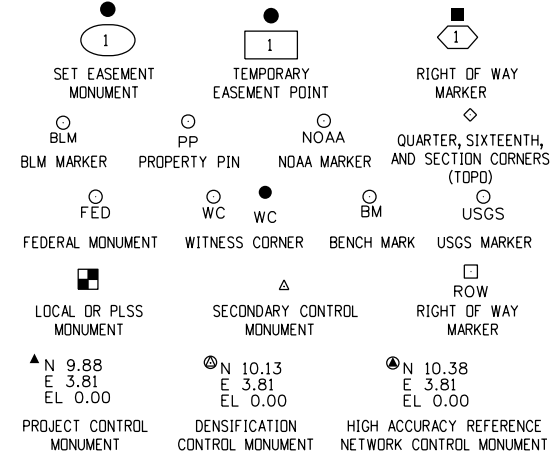 1 1 1
SET EASEMENT TEMPORARY RIGHT OF WAY
MONUMENT EASEMENT POINT MARKER
BLM PP NOAA QUARTER, SIXTEENTH,
BLM MARKER PROPERTY PIN NOAA MARKER AND SECTION CORNERS
(TOPO)
FED WC WC BM USGS
FEDERAL MONUMENT WITNESS CORNER BENCH MARK USGS MARKER
ROW
LOCAL OR PLSS SECONDARY CONTROL RIGHT OF WAY
MONUMENT MONUMENT MARKER
N 9.88 N 10.13 N 10.38
E 3.81 E 3.81 E 3.81
EL 0.00 EL 0.00 EL 0.00
PROJECT CONTROL DENSIFICATION HIGH ACCURACY REFERENCE
MONUMENT CONTROL MONUMENT NETWORK CONTROL MONUMENT